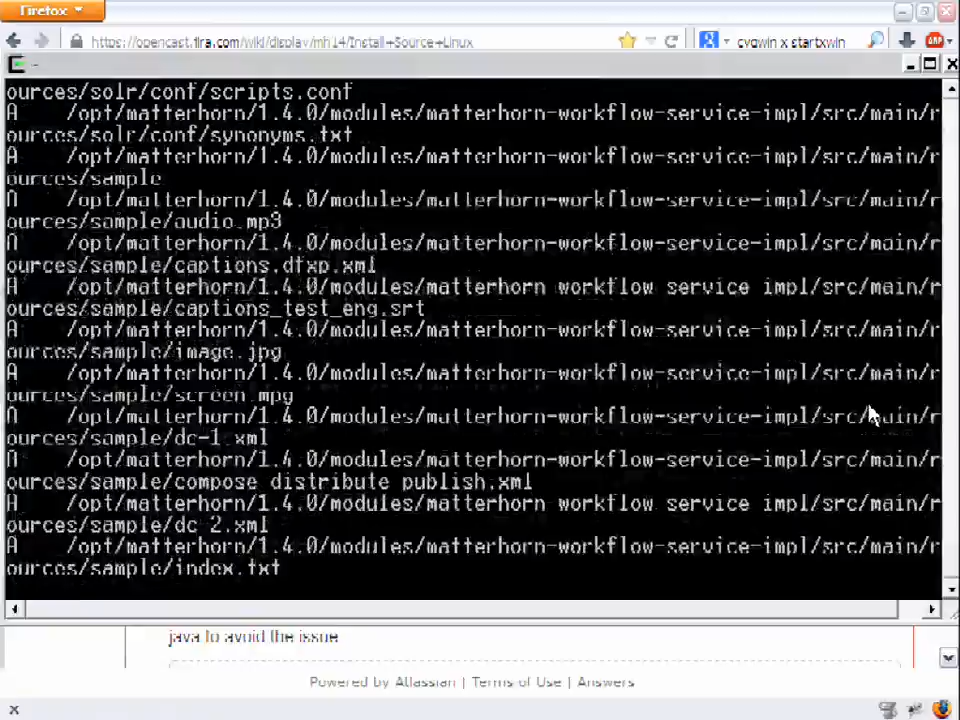 Firefox
https://opencast.jira.com/wiki/display/mh14/Install+Source+Linux
cygwin x startxwin
ABP
~
ources/solr/conf/scripts.conf
A /opt/matterhorn/1.4.0/modules/matterhorn-workflow-service-impl/src/main/r
ources/solr/conf/synonyms.txt
A /opt/matterhorn/1.4.0/modules/matterhorn-workflow-service-impl/src/main/r
ources/sample
A /opt/matterhorn/1.4.0/modules/matterhorn-workflow-service-impl/src/main/r
ources/sample/audio.mp3
A /opt/matterhorn/1.4.0/modules/matterhorn-workflow-service-impl/src/main/r
ources/sample/captions.dfxp.xml
A /opt/matterhorn/1.4.0/modules/matterhorn-workflow-service-impl/src/main/r
ources/sample/captions_test_eng.srt
A /opt/matterhorn/1.4.0/modules/matterhorn-workflow-service-impl/src/main/r
ources/sample/image.jpg
A /opt/matterhorn/1.4.0/modules/matterhorn-workflow-service-impl/src/main/r
ources/sample/screen.mpg
A /opt/matterhorn/1.4.0/modules/matterhorn-workflow-service-impl/src/main/r
ources/sample/dc-1.xml
A /opt/matterhorn/1.4.0/modules/matterhorn-workflow-service-impl/src/main/r
ources/sample/compose_distribute_publish.xml
A /opt/matterhorn/1.4.0/modules/matterhorn-workflow-service-impl/src/main/r
ources/sample/dc-2.xml
A /opt/matterhorn/1.4.0/modules/matterhorn-workflow-service-impl/src/main/r
ources/sample/index.txt
java to avoid the issue
Powered by Atlassian | Terms of Use | Answers